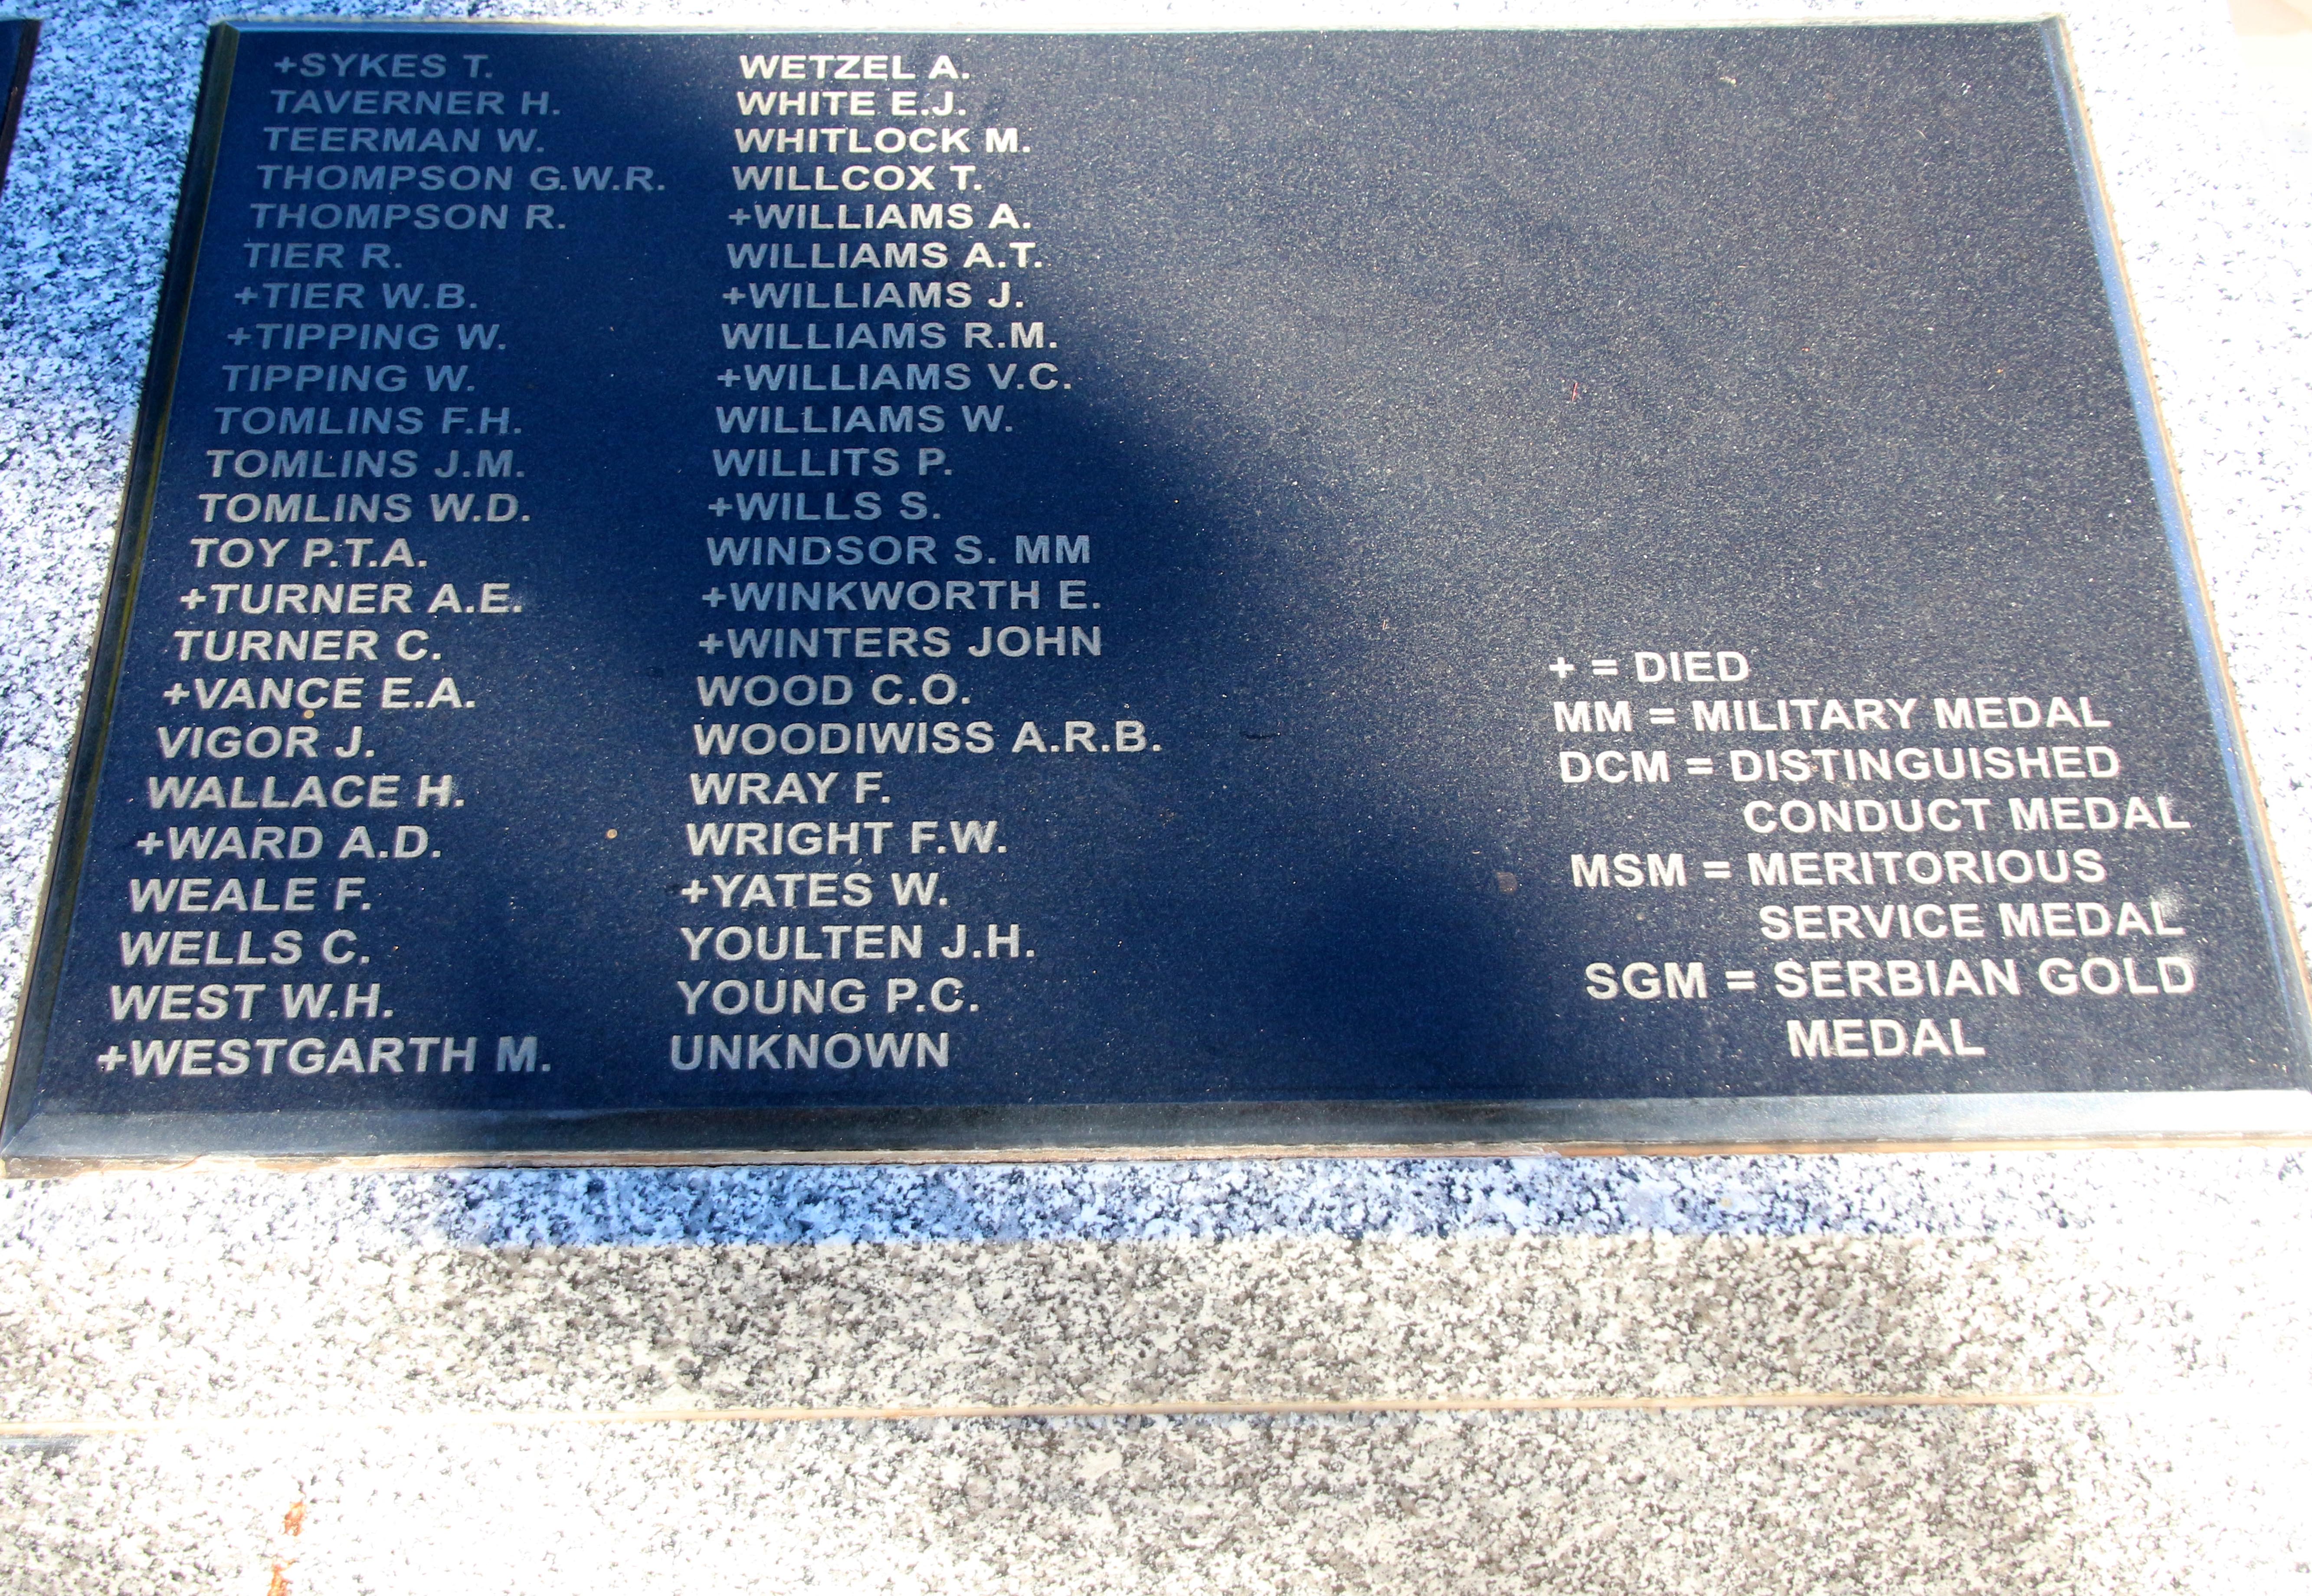 +SYKES T.
TAVERNER H.
TEERMAN W.
THOMPSON G.W.R.
THOMPSON R.
TIER R.
+TIER W.B.
+TIPPING W.
TIPPING W.
TOMLINS F.H.
TOMLINS J.M.
TOMLINS W.D.
TOY P.T.A.
+TURNER A.E.
TURNER C.
+VANCE E.A.
VIGOR J.
WALLACE H.
+WARD A.D.
WEALE F.
WELLS C.
WEST W.H.
+WESTGARTH M.
WETZEL A.
WHITE E.J.
WHITLOCK M.
WILLCOX T.
+WILLIAMS A.
WILLIAMS A.T.
+WILLIAMS J.
WILLIAMS R.M.
+WILLIAMS V.C.
WILLIAMS W.
WILLITS P.
+WILLS S.
WINDSOR S. MM
+WINKWORTH E.
+WINTERS JOHN
WOOD C.O.
WOODIWISS A.R.B.
WRAY F.
WRIGHT F.W.
+YATES W.
YOULTEN J.H.
YOUNG P.C.
UNKNOWN
+ = DIED
MM = MILITARY MEDAL
DCM = DISTINGUISHED
CONDUCT MEDAL
MSM = MERITORIOUS
SERVICE MEDAL
SGM = SERBIAN GOLD
MEDAL